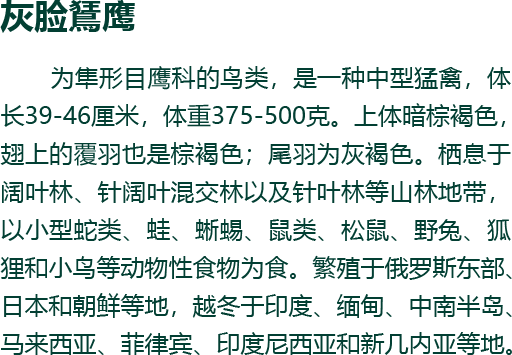 灰脸鵟鹰
为隼形目鹰科的鸟类，是一种中型猛禽，体
长39-46厘米，体重375-500克。上体暗棕褐色，
翅上的覆羽也是棕褐色；尾羽为灰褐色。栖息于
阔叶林、针阔叶混交林以及针叶林等山林地带，
以小型蛇类、蛙、蜥蜴、鼠类、松鼠、野兔、狐
狸和小鸟等动物性食物为食。繁殖于俄罗斯东部、
日本和朝鲜等地，越冬于印度、缅甸、中南半岛、
马来西亚、菲律宾、印度尼西亚和新几内亚等地。